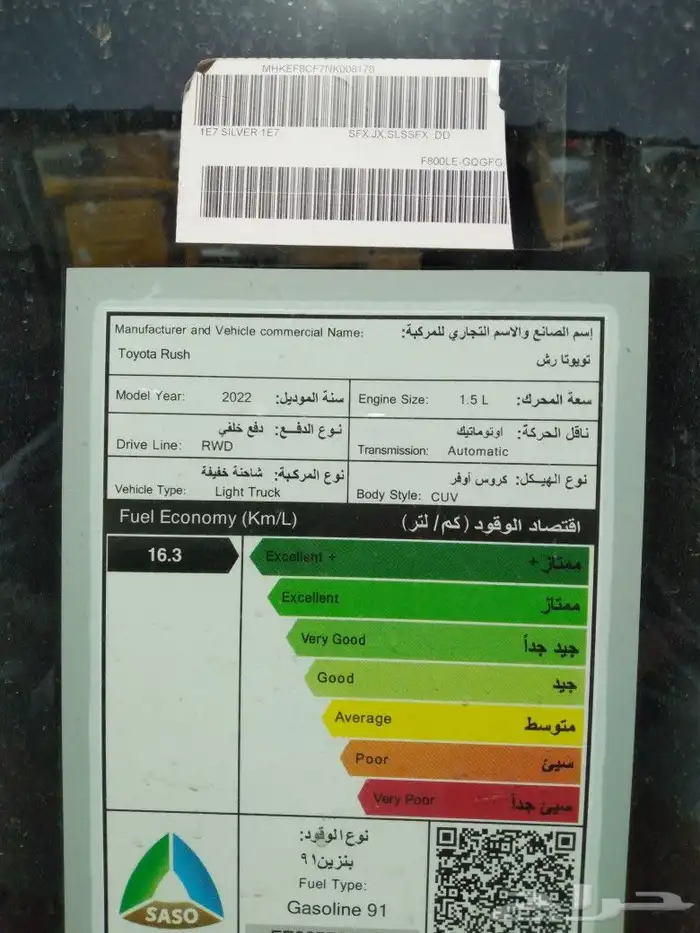 MHKEF8CF7NK008170
1E7 SILVER 1E7 SFX.JX,SLSSFX DD
F800LE-GQGFG
Manufacturer and Vehicle commercial Name: إسم الصانع والاسم التجاري للمركبة:
Toyota Rush تويوتا رش
Model Year: 2022 سنة الموديل: Engine Size: 1.5 L سعة المحرك:
نوع الدفـع: دفع خلفي ناقل الحركة: اوتوماتيك
Drive Line: RWD Transmission: Automatic
نوع المركبة: شاحنة خفيفة نوع الهيكل: كروس أوفر
Vehicle Type: Light Truck Body Style: CUV
Fuel Economy (Km/L) اقتصاد الوقود (كم/ لتر)
16.3 Excellent + ممتاز +
Excellent ممتاز
Very Good جيد جداً
Good جيد
Average متوسط
Poor سيئ
Very Poor سيئ جداً
نوع الوقود:
بنزين ٩١
Fuel Type:
Gasoline 91
SASO
حراج